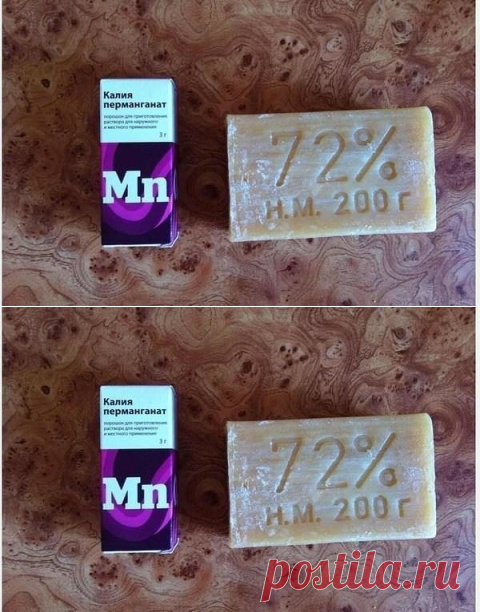 Калия
перманганат
порошок для приготовления
раствора для наружного
и местного применения
3 г
Mn
72%
Н.М. 200 Г
Калия
перманганат
порошок для приготовления
раствора для наружного
и местного применения
3 г
Mn
72%
Н.М. 200 Г
postila.ru